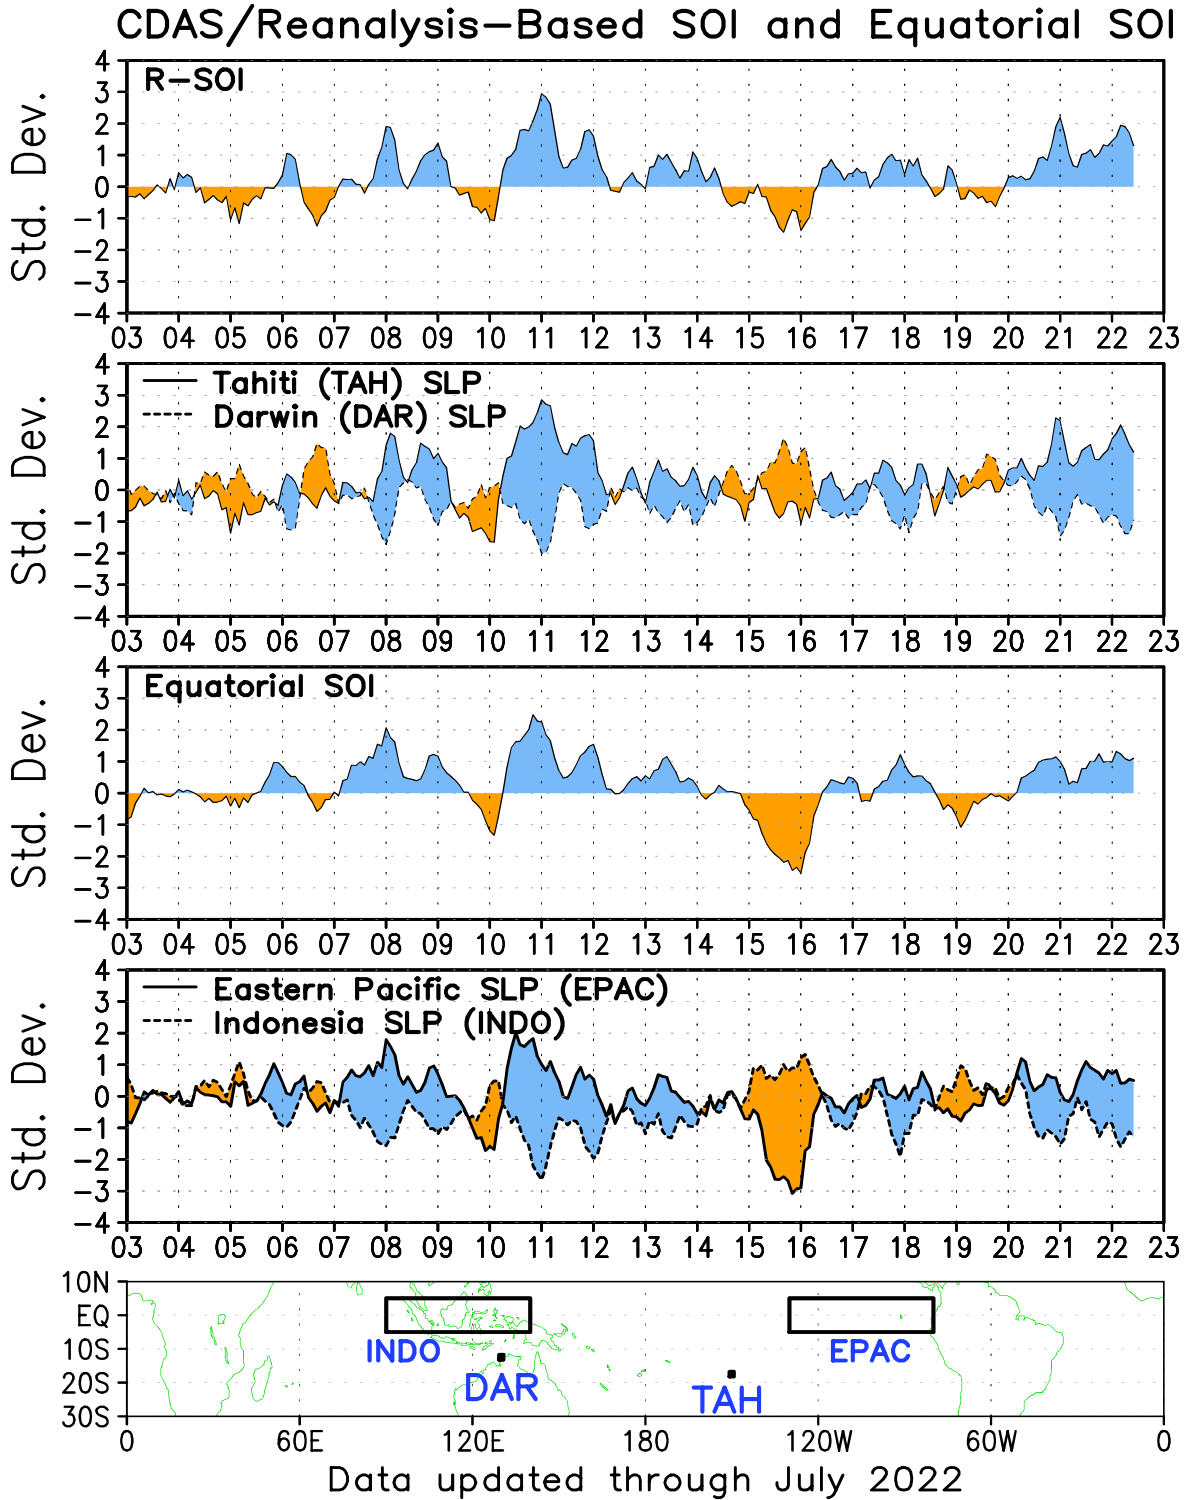 CDAS/Reanalysis-Based SOI and Equatorial SOI
R-SOI
Std. Dev.
4
3
2
1
0
-1
-2
-3
-4
03 04 05 06 07 08 09 10 11 12 13 14 15 16 17 18 19 20 21 22 23
Tahiti (TAH) SLP
Darwin (DAR) SLP
Std. Dev.
4
3
2
1
0
-1
-2
-3
-4
03 04 05 06 07 08 09 10 11 12 13 14 15 16 17 18 19 20 21 22 23
Equatorial SOI
Std. Dev.
4
3
2
1
0
-1
-2
-3
-4
03 04 05 06 07 08 09 10 11 12 13 14 15 16 17 18 19 20 21 22 23
Eastern Pacific SLP (EPAC)
Indonesia SLP (INDO)
Std. Dev.
4
3
2
1
0
-1
-2
-3
-4
03 04 05 06 07 08 09 10 11 12 13 14 15 16 17 18 19 20 21 22 23
10N
EQ
10S
20S
30S
INDO
EPAC
DAR
TAH
0 60E 120E 180 120W 60W 0
Data updated through July 2022